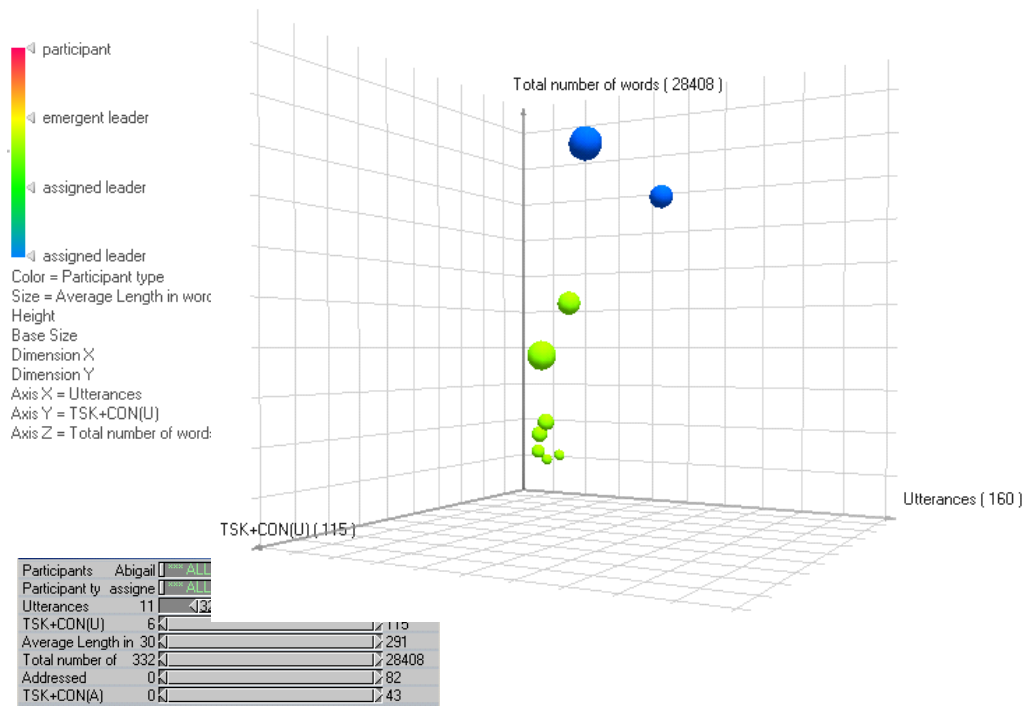 participant
emergent leader
assigned leader
assigned leader
Color = Participant type
Size = Average Length in word
Height
Base Size
Dimension X
Dimension Y
Axis X = Utterances
Axis Y = TSK+CON(U)
Axis Z = Total number of words
Total number of words ( 28408 )
Utterances ( 160 )
TSK+CON(U) ( 115 )
Participants Abigail *** ALL
Participant ty assigne *** ALL
Utterances 11 32
TSK+CON(U) 6 115
Average Length in 30 291
Total number of 332 28408
Addressed 0 82
TSK+CON(A) 0 43